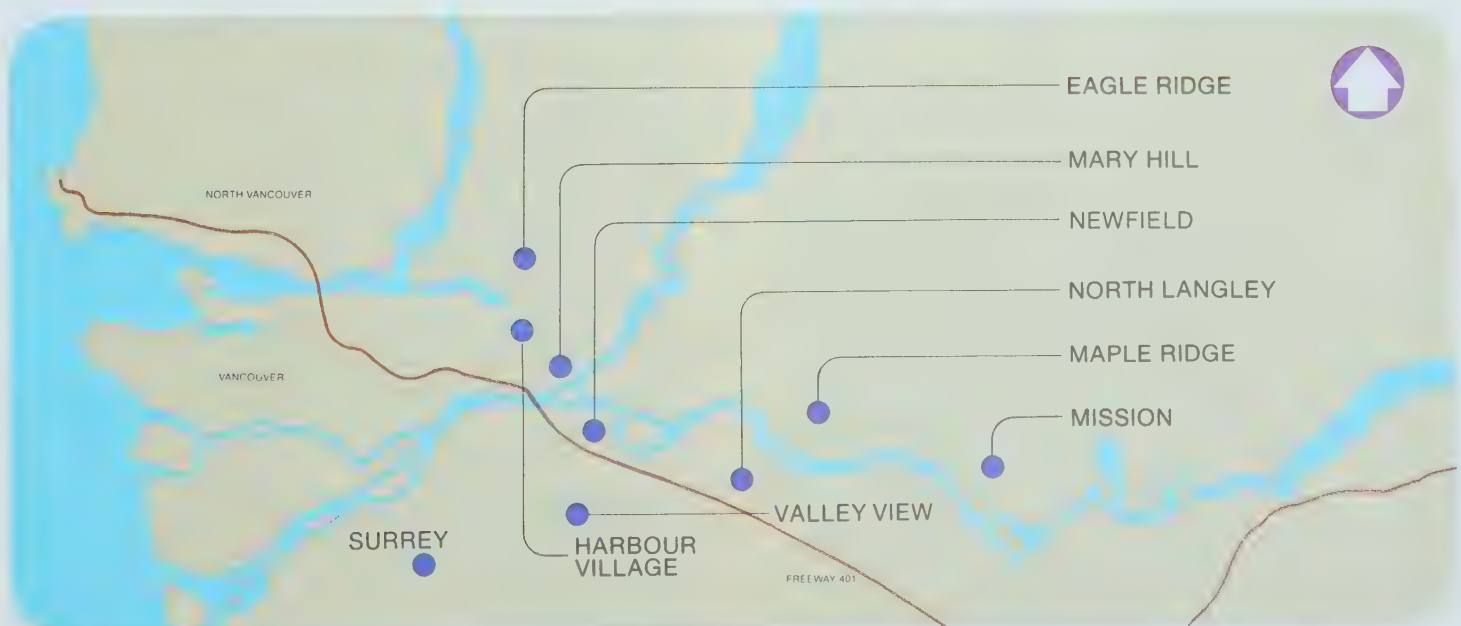 EAGLE RIDGE
MARY HILL
NORTH VANCOUVER
NEWFIELD
NORTH LANGLEY
MAPLE RIDGE
VANCOUVER
MISSION
VALLEY VIEW
SURREY
HARBOUR
VILLAGE
FREEWAY 401